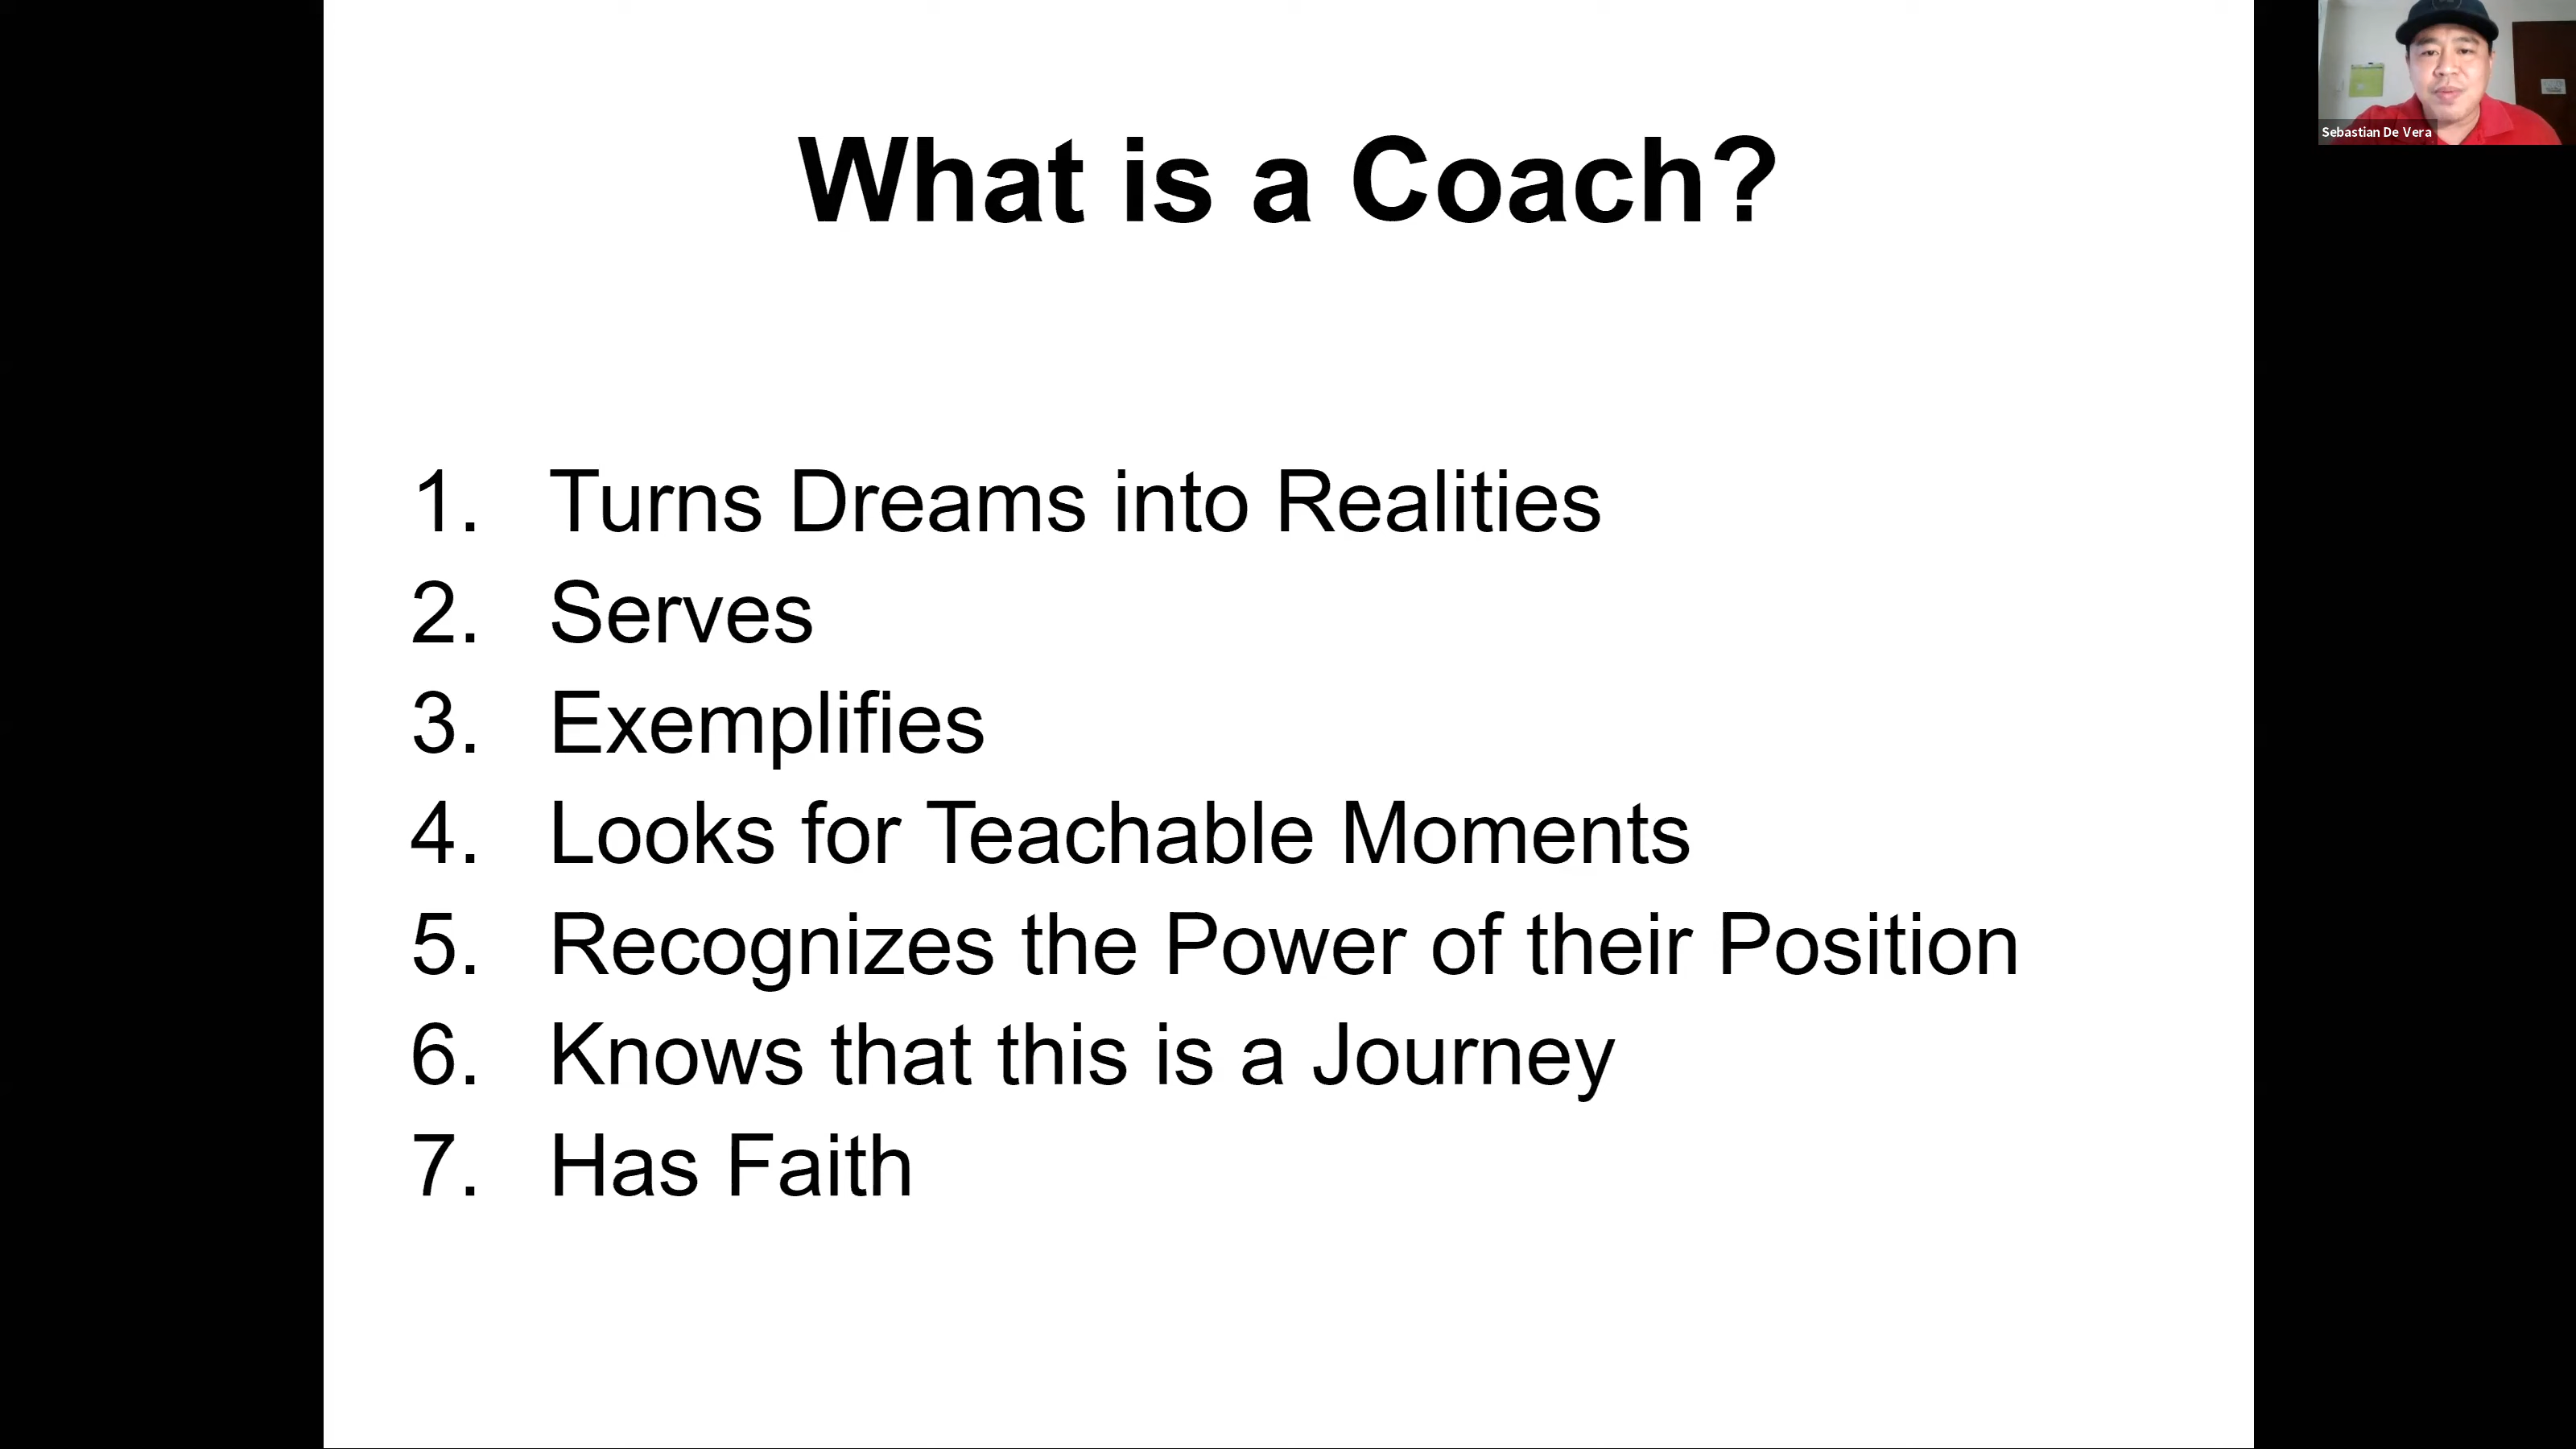 What is a Coach?
1. Turns Dreams into Realities
2. Serves
3. Exemplifies
4. Looks for Teachable Moments
5. Recognizes the Power of their Position
6. Knows that this is a Journey
7. Has Faith
Sebastian De Vera